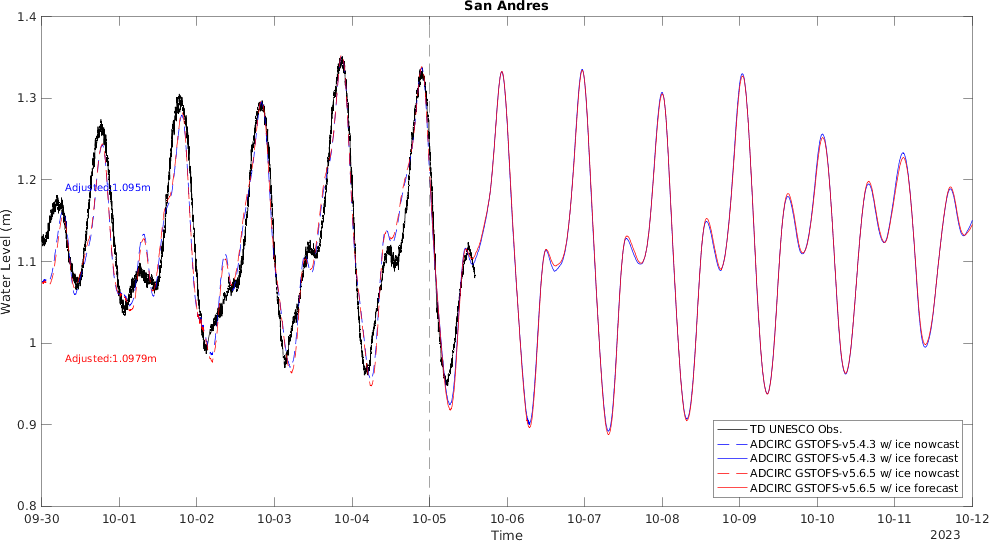 San Andres
1.4
1.3
1.2
1.1
1
0.9
0.8
Water Level (m)
Adjusted:1.095m
Adjusted:1.0979m
TD UNESCO Obs.
ADCIRC GSTOFS-v5.4.3 w/ ice nowcast
ADCIRC GSTOFS-v5.4.3 w/ ice forecast
ADCIRC GSTOFS-v5.6.5 w/ ice nowcast
ADCIRC GSTOFS-v5.6.5 w/ ice forecast
09-30 10-01 10-02 10-03 10-04 10-05 10-06 10-07 10-08 10-09 10-10 10-11 10-12
Time
2023